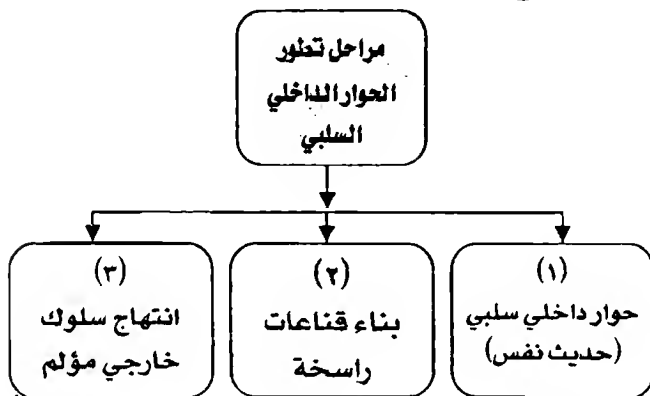 مراحل تطور
الحوار الداخلي
السلبي
(١)
حوار داخلي سلبي
(حديث نفس)
(٢)
بناء قناعات
راسخة
(٣)
انتهاج سلوك
خارجي مؤلم